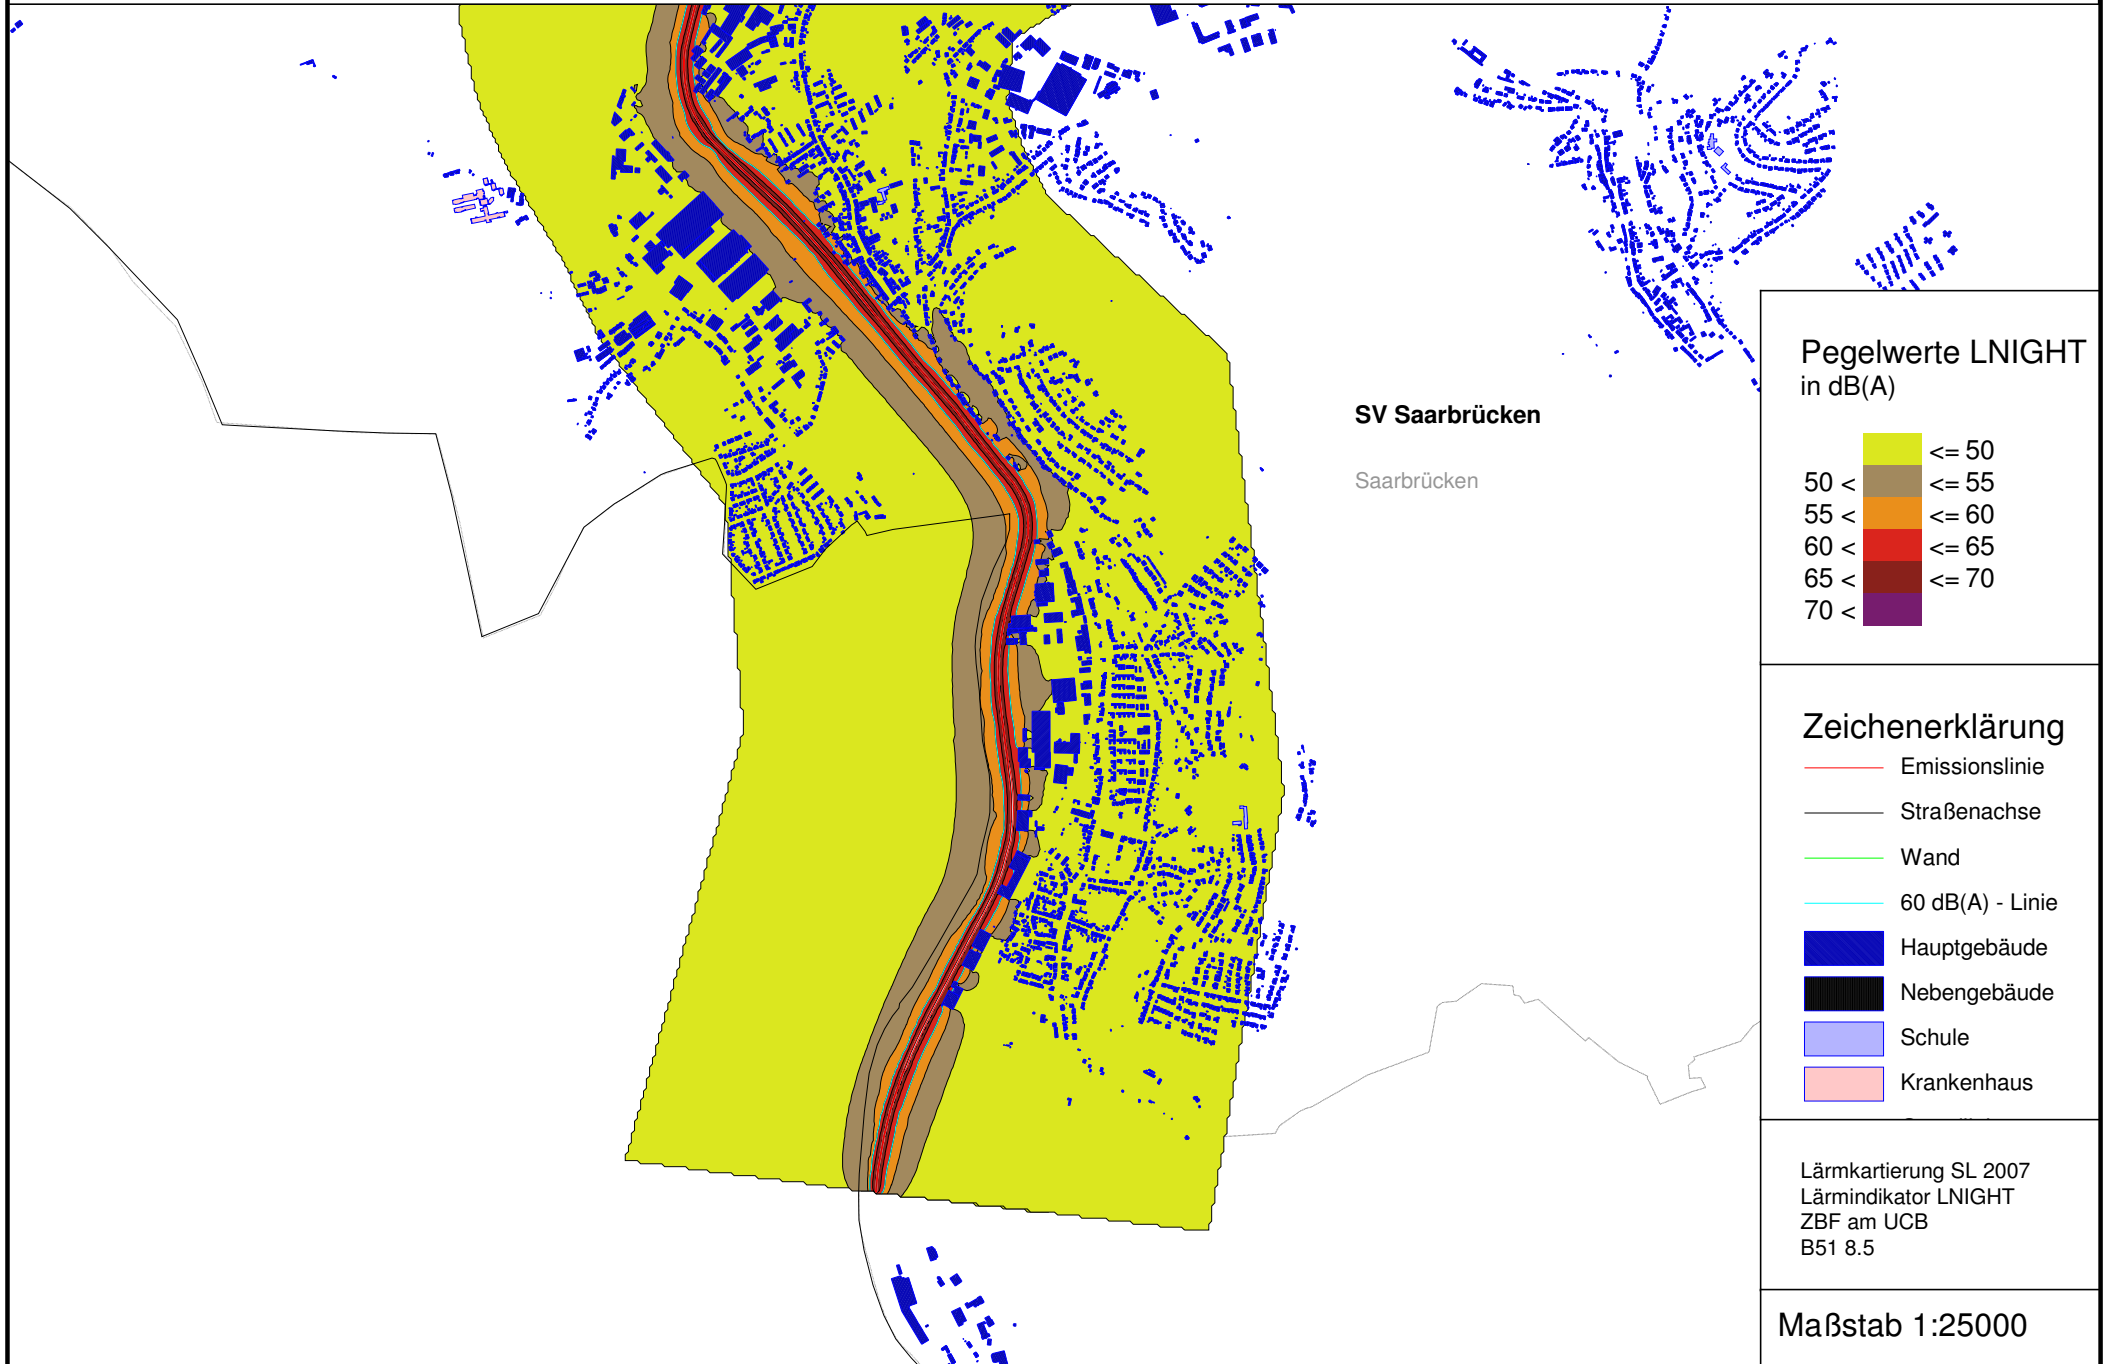 SV Saarbrücken
Saarbrücken
Pegelwerte LNIGHT
in dB(A)
<= 50
50 < <= 55
55 < <= 60
60 < <= 65
65 < <= 70
70 <
Zeichenerklärung
Emissionslinie
Straßenachse
Wand
60 dB(A) - Linie
Hauptgebäude
Nebengebäude
Schule
Krankenhaus
Lärmkartierung SL 2007
Lärmindikator LNIGHT
ZBF am UCB
B51 8.5
Maßstab 1:25000